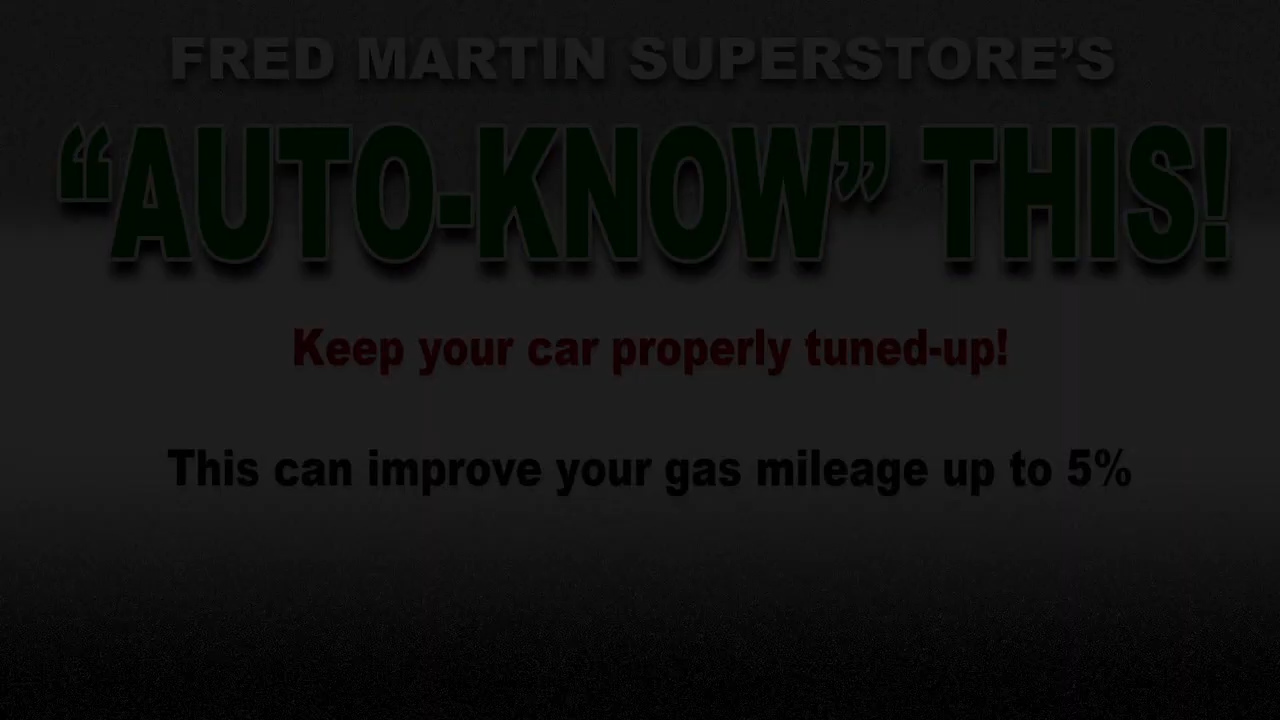 FRED MARTIN SUPERSTORE’S
“AUTO-KNOW” THIS!
Keep your car properly tuned-up!
This can improve your gas mileage up to 5%